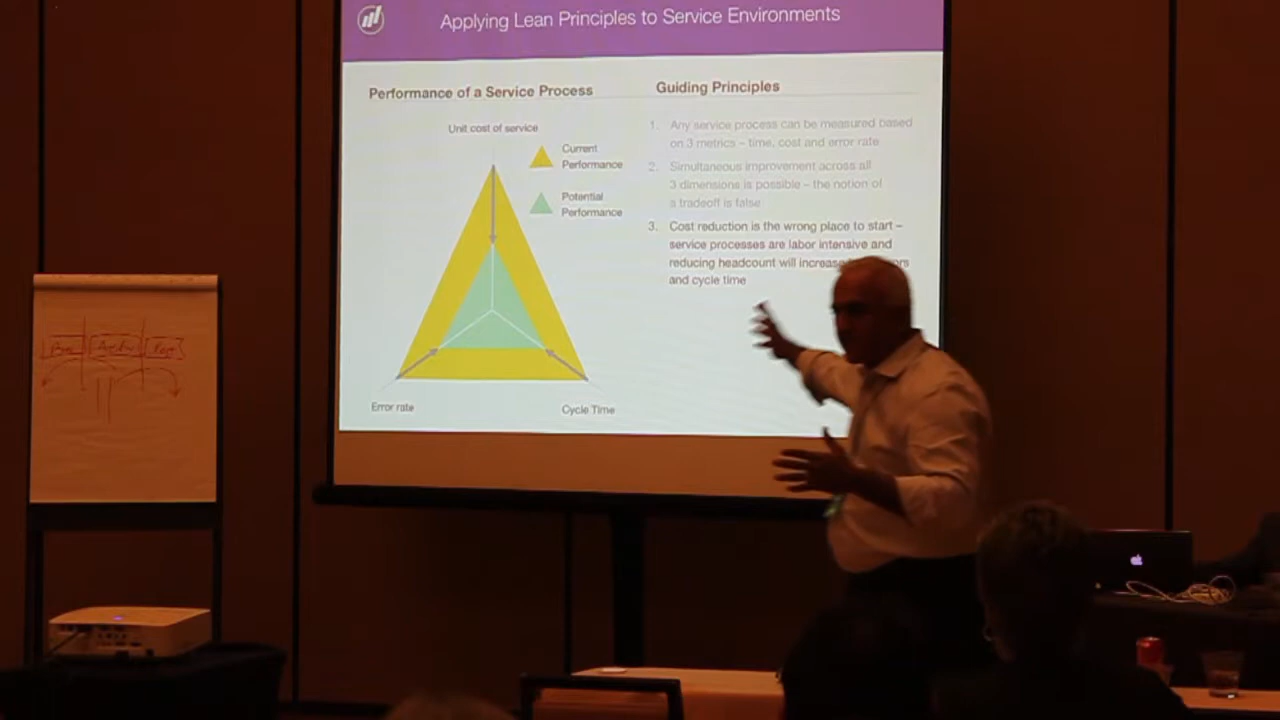 Applying Lean Principles to Service Environments
Performance of a Service Process
Unit cost of service
Current
Performance
Potential
Performance
Error rate
Cycle Time
Guiding Principles
1. Any service process can be measured based
on 3 metrics – time, cost and error rate
2. Simultaneous improvement across all
3 dimensions is possible – the notion of
a tradeoff is false
3. Cost reduction is the wrong place to start –
service processes are labor intensive and
reducing headcount will increase
and cycle time